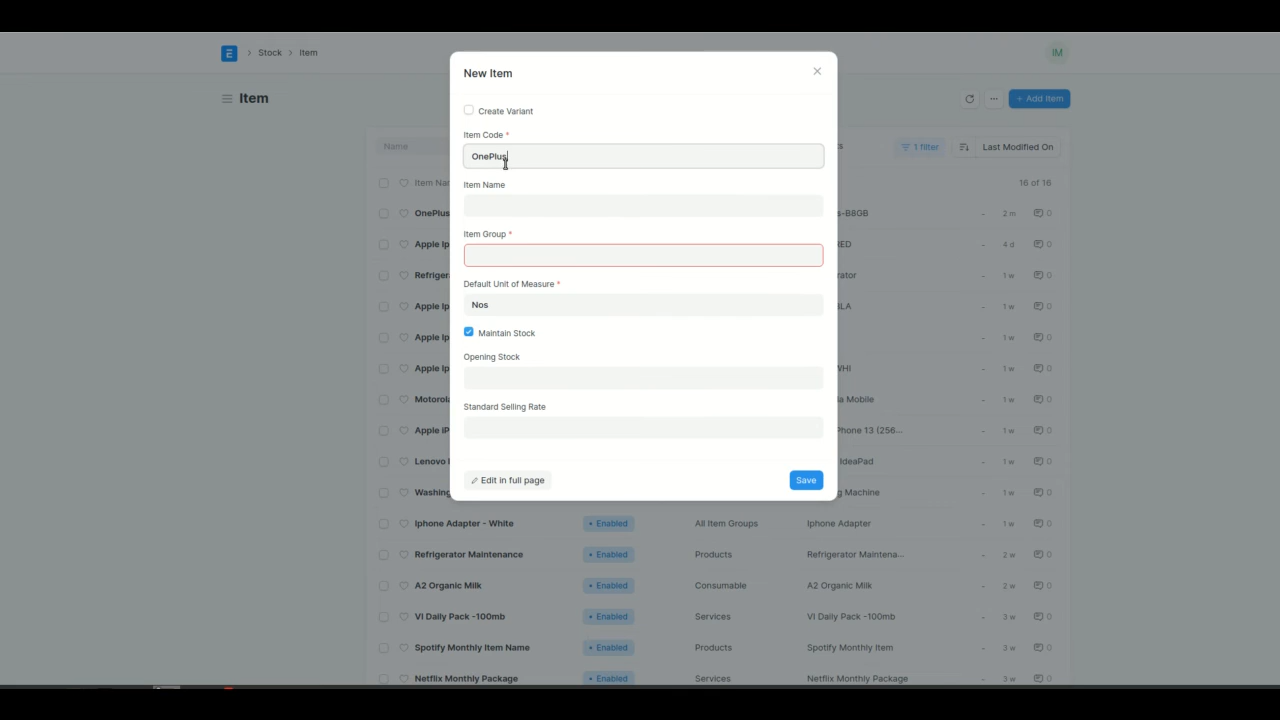 E > Stock > Item IM
Item
+ Add Item
Name 1 filter Last Modified On
16 of 16
OnePlus s-B8GB - 2 m 0
Apple Ip RED - 4 d 0
Refriger rator - 1 w 0
Apple Ip - 1 w 0
Apple Ip - 1 w 0
Apple Ip - 1 w 0
Motorol a Mobile - 1 w 0
Apple iP Phone 13 (256... - 1 w 0
Lenovo I IdeaPad - 1 w 0
Washing g Machine - 1 w 0
Iphone Adapter - White • Enabled All Item Groups Iphone Adapter - 1 w 0
Refrigerator Maintenance • Enabled Products Refrigerator Maintena... - 2 w 0
A2 Organic Milk • Enabled Consumable A2 Organic Milk - 2 w 0
VI Daily Pack -100mb • Enabled Services VI Daily Pack -100mb - 3 w 0
Spotify Monthly Item Name • Enabled Products Spotify Monthly Item - 3 w 0
Netflix Monthly Package • Enabled Services Netflix Monthly Package - 3 w 0
New Item
Create Variant
Item Code *
OnePlus
Item Name
Item Group *
Default Unit of Measure *
Nos
Maintain Stock
Opening Stock
Standard Selling Rate
Edit in full page Save